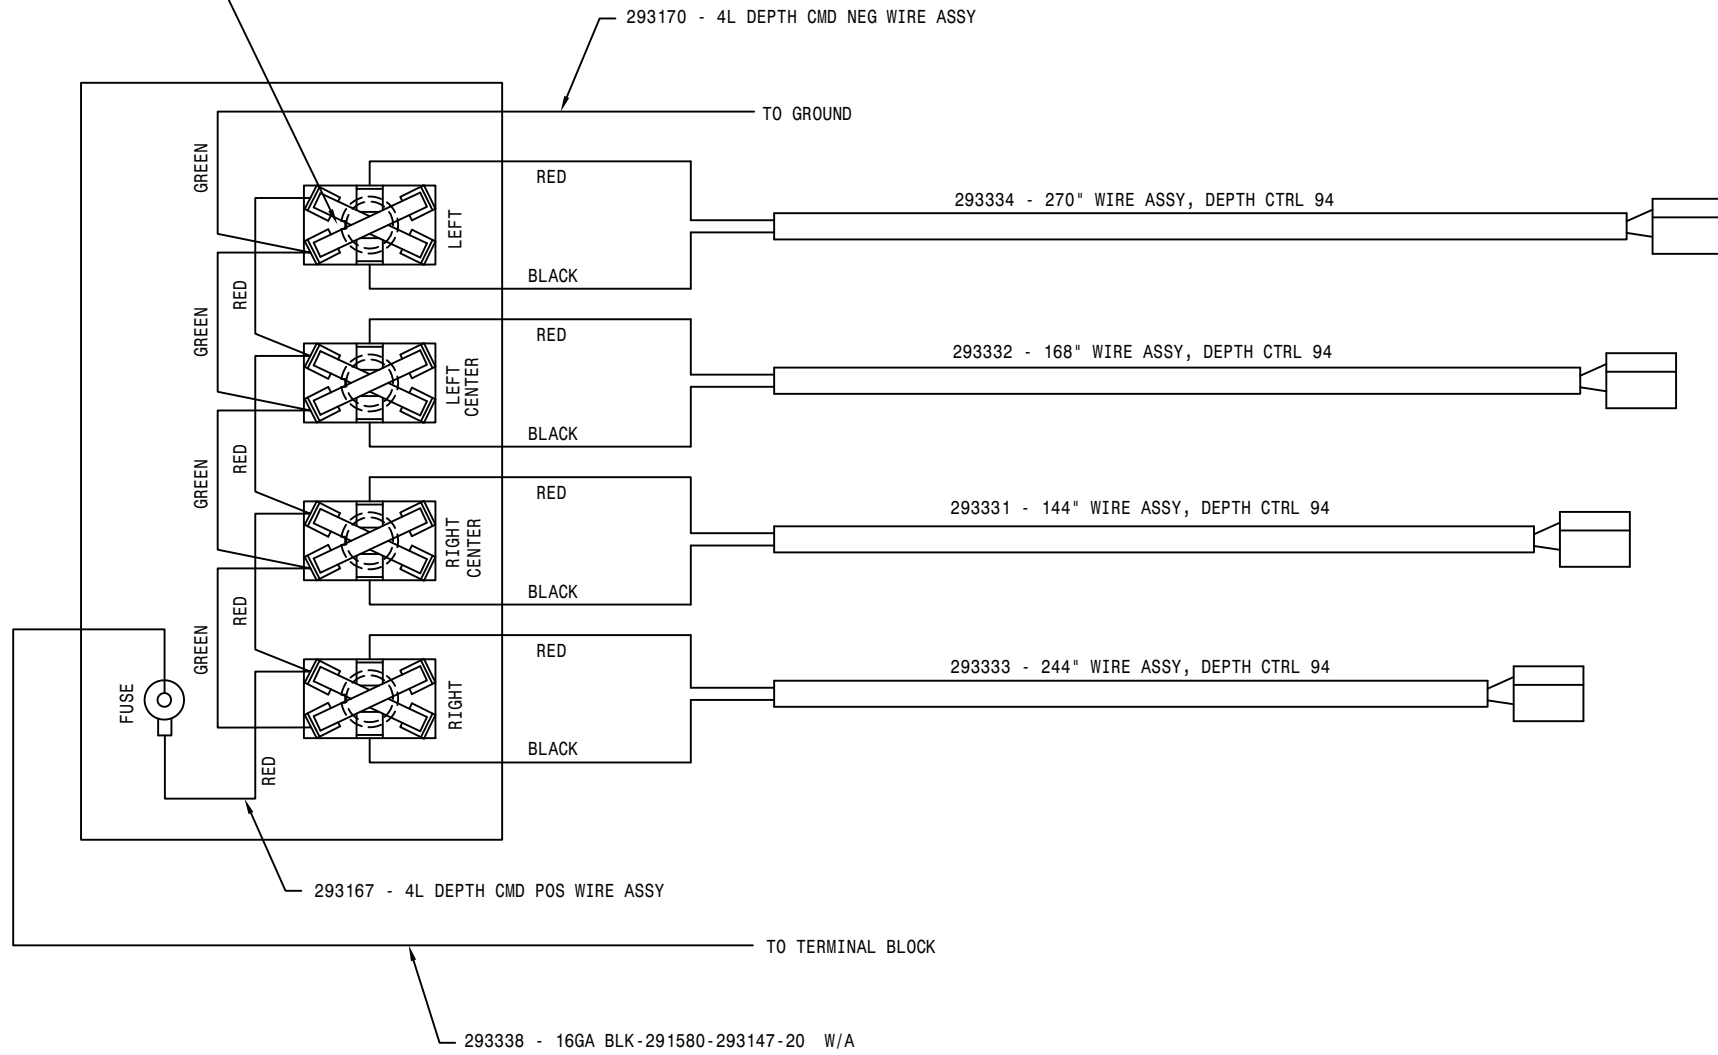 293170 - 4L DEPTH CMD NEG WIRE ASSY
TO GROUND
GREEN
RED
LEFT
293334 - 270" WIRE ASSY, DEPTH CTRL 94
BLACK
RED
GREEN
RED
LEFT
CENTER
293332 - 168" WIRE ASSY, DEPTH CTRL 94
BLACK
RED
GREEN
RED
RIGHT
CENTER
293331 - 144" WIRE ASSY, DEPTH CTRL 94
BLACK
RED
GREEN
RED
FUSE
RIGHT
293333 - 244" WIRE ASSY, DEPTH CTRL 94
BLACK
RED
293167 - 4L DEPTH CMD POS WIRE ASSY
TO TERMINAL BLOCK
293338 - 16GA BLK-291580-293147-20 W/A